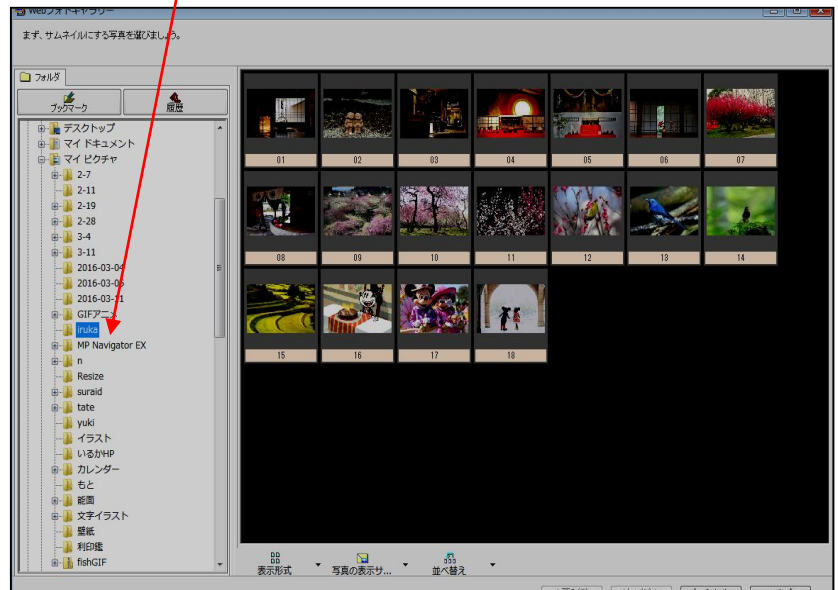 Webフォトギャラリー
まず、サムネイルにする写真を選びましょう。
フォルダ
ブックマーク
履歴
デスクトップ
マイ ドキュメント
マイ ピクチャ
2-7
2-11
2-19
2-28
3-4
3-11
2016-03-04
2016-03-05
2016-03-11
GIFアニメ
iruka
MP Navigator EX
n
Resize
suraid
tate
yuki
イラスト
いるかHP
カレンダー
もと
能面
文字イラスト
壁紙
利印鑑
fishGIF
01 02 03 04 05 06 07
08 09 10 11 12 13 14
15 16 17 18
表示形式
写真の表示サ...
並べ替え